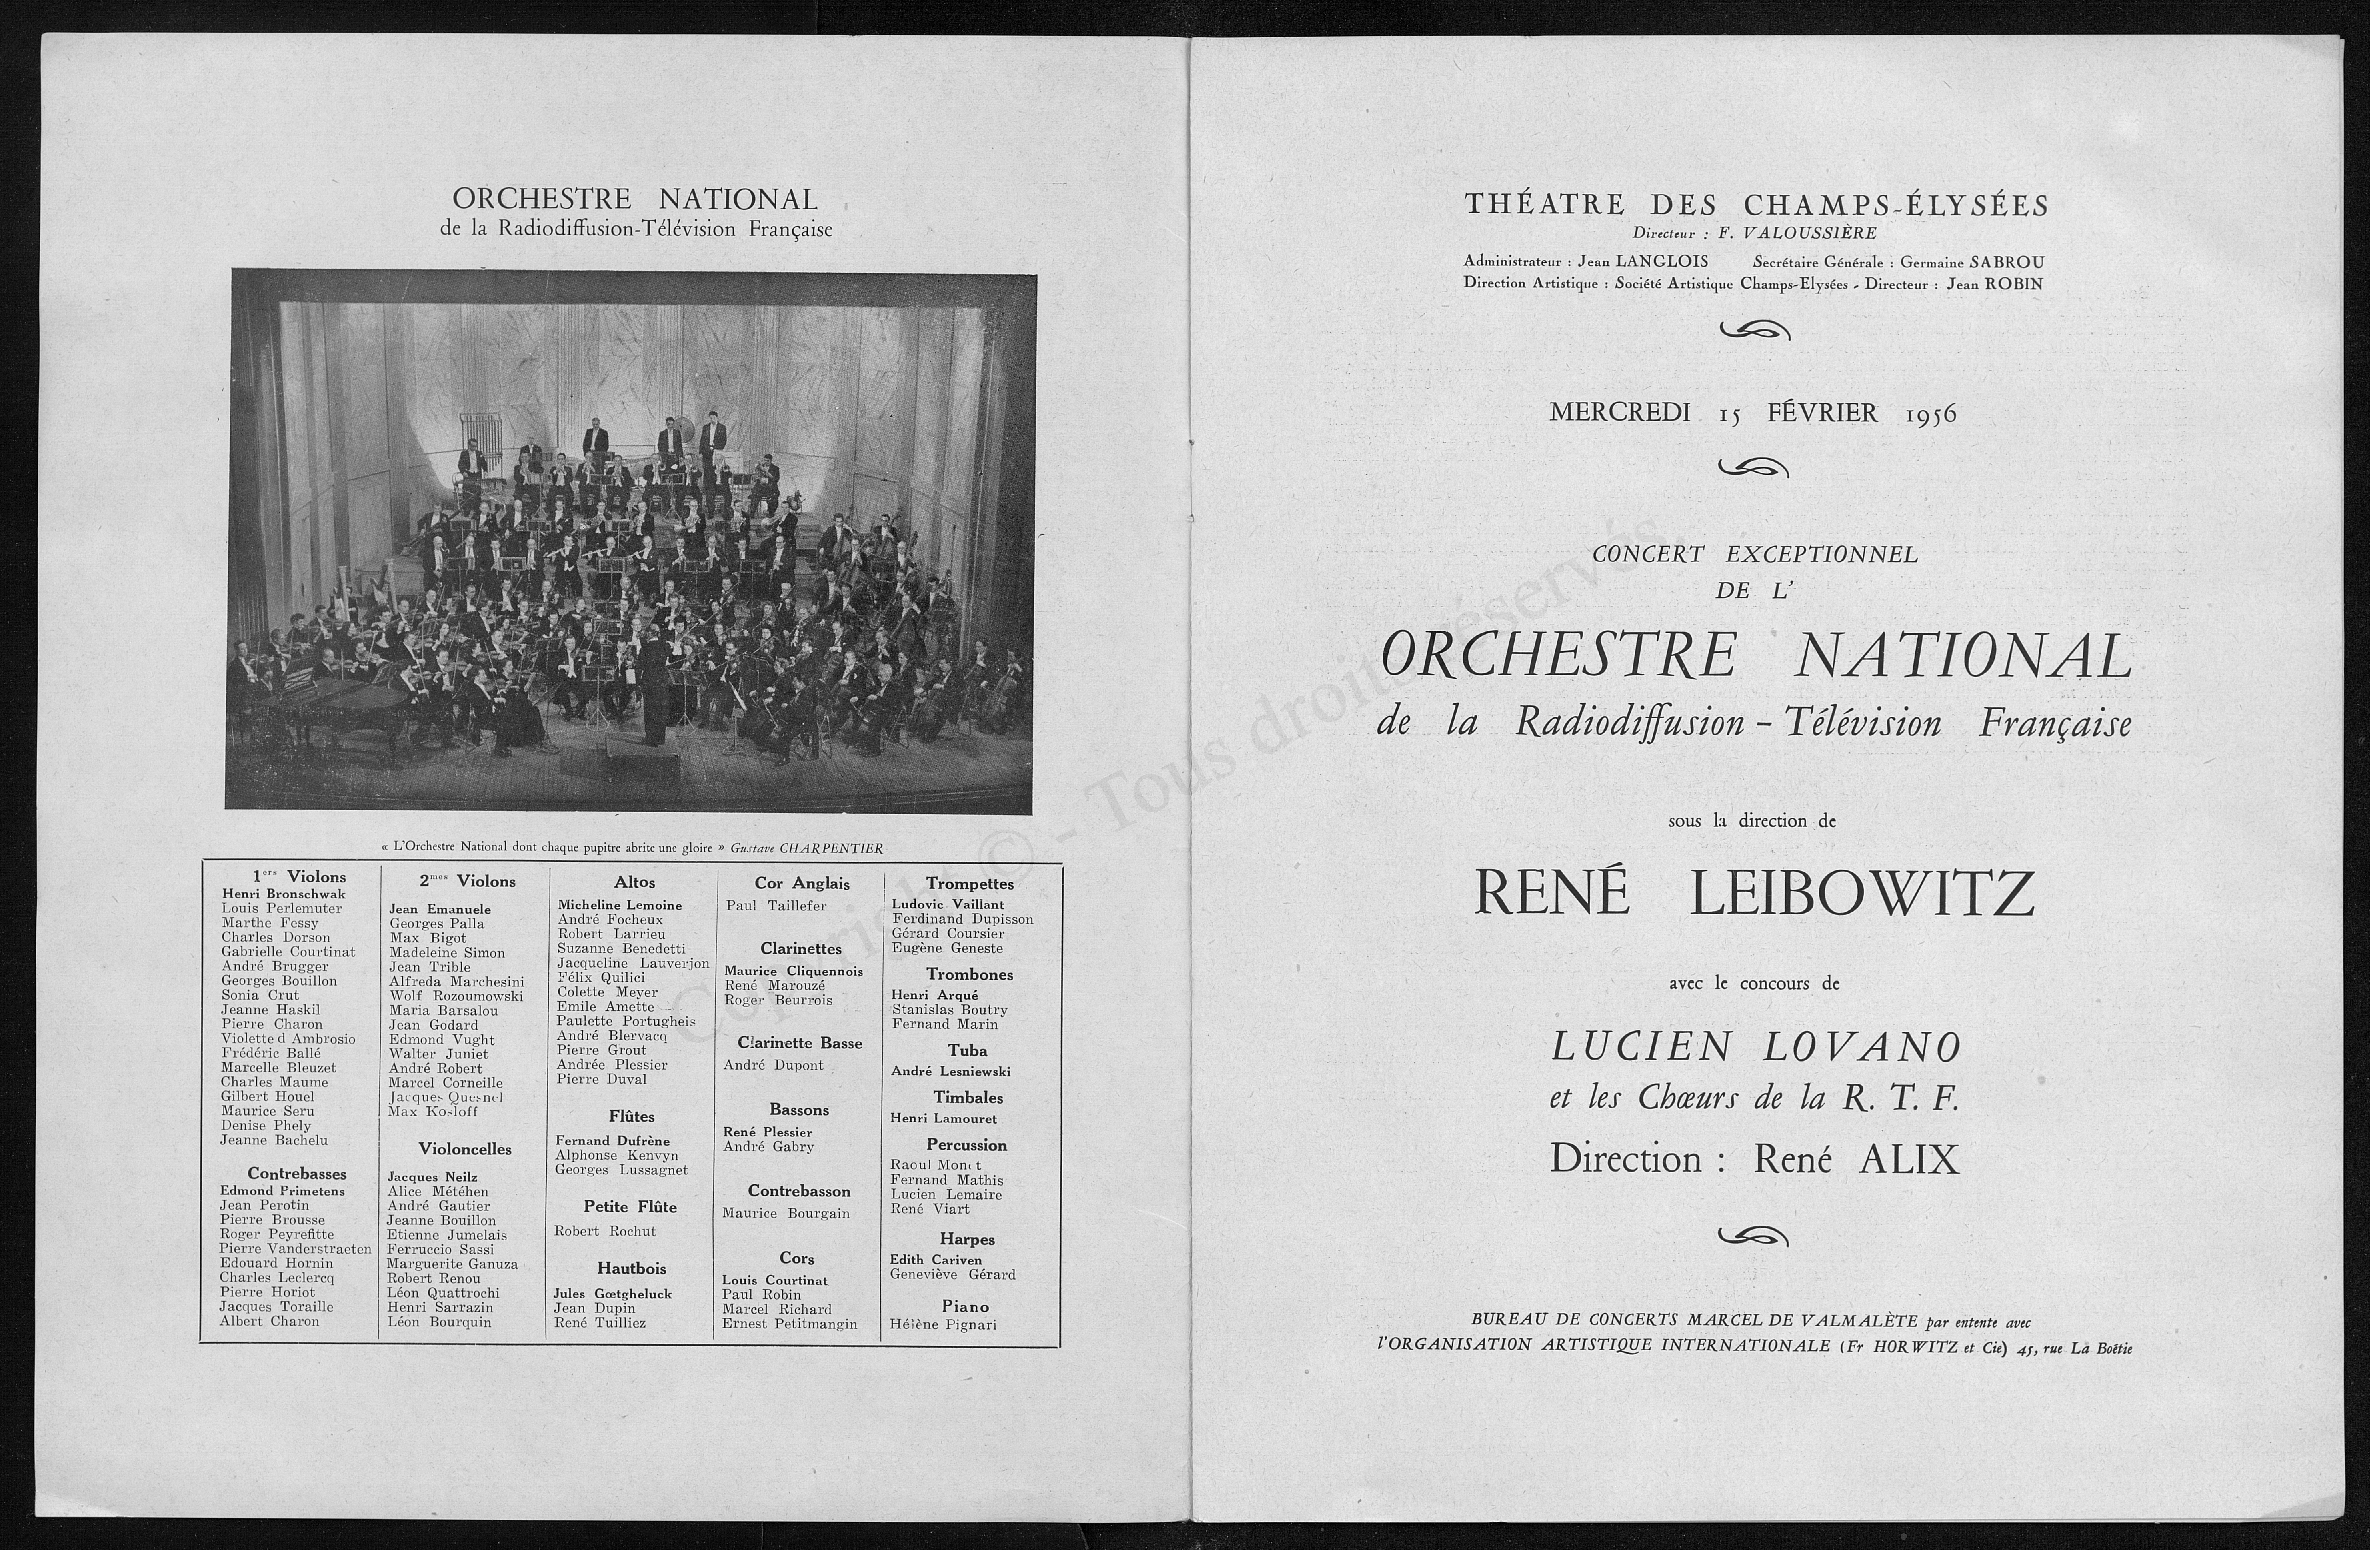 ORCHESTRE NATIONAL
de la Radiodiffusion-Télévision Française
« L'Orchestre National dont chaque pupitre abrite une gloire » Gustave CHARPENTIER
1ers Violons
Henri Bronschwak
Louis Perlemuter
Marthe Fessy
Charles Dorson
Gabrielle Courtinat
André Brugger
Georges Bouillon
Sonia Crut
Jeanne Haskil
Pierre Charon
Violette d Ambrosio
Frédéric Ballé
Marcelle Bleuzet
Charles Maume
Gilbert Houel
Maurice Seru
Denise Phely
Jeanne Bachelu
Contrebasses
Edmond Primetens
Jean Perotin
Pierre Brousse
Roger Peyrefitte
Pierre Vanderstraeten
Edouard Hornin
Charles Leclercq
Pierre Horiot
Jacques Toraille
Albert Charon
2mes Violons
Jean Emanuele
Georges Palla
Max Bigot
Madeleine Simon
Jean Trible
Alfreda Marchesini
Wolf Rozoumowski
Maria Barsalou
Jean Godard
Edmond Vught
Walter Juniet
André Robert
Marcel Corneille
Jacques Quesnel
Max Kosloff
Violoncelles
Jacques Neilz
Alice Météhen
André Gautier
Jeanne Bouillon
Etienne Jumelais
Ferruccio Sassi
Marguerite Ganuza
Robert Renou
Léon Quattrochi
Henri Sarrazin
Léon Bourquin
Altos
Micheline Lemoine
André Focheux
Robert Larrieu
Suzanne Benedetti
Jacqueline Lauverjon
Félix Quilici
Colette Meyer
Emile Amette
Paulette Portugheis
André Blervacq
Pierre Grout
Andrée Plessier
Pierre Duval
Flûtes
Fernand Dufrène
Alphonse Kenvyn
Georges Lussagnet
Petite Flûte
Robert Rochut
Hautbois
Jules Gœtgheluck
Jean Dupin
René Tuilliez
Cor Anglais
Paul Taillefer
Clarinettes
Maurice Cliquennois
René Marouzé
Roger Beurrois
Clarinette Basse
André Dupont
Bassons
René Plessier
André Gabry
Contrebasson
Maurice Bourgain
Cors
Louis Courtinat
Paul Robin
Marcel Richard
Ernest Petitmangin
Trompettes
Ludovic Vaillant
Ferdinand Dupisson
Gérard Coursier
Eugène Geneste
Trombones
Henri Arqué
Stanislas Boutry
Fernand Marin
Tuba
André Lesniewski
Timbales
Henri Lamouret
Percussion
Raoul Monet
Fernand Mathis
Lucien Lemaire
René Viart
Harpes
Edith Cariven
Geneviève Gérard
Piano
Hélène Pignari
THÉATRE DES CHAMPS-ÉLYSÉES
Directeur : F. VALOUSSIÈRE
Administrateur : Jean LANGLOIS Secrétaire Générale : Germaine SABROU
Direction Artistique : Société Artistique Champs-Elysées - Directeur : Jean ROBIN
MERCREDI 15 FÉVRIER 1956
CONCERT EXCEPTIONNEL
DE L'
ORCHESTRE NATIONAL
de la Radiodiffusion - Télévision Française
sous la direction de
RENÉ LEIBOWITZ
avec le concours de
LUCIEN LOVANO
et les Chœurs de la R. T. F.
Direction : René ALIX
BUREAU DE CONCERTS MARCEL DE VALMALÈTE par entente avec
l'ORGANISATION ARTISTIQUE INTERNATIONALE (Fr HORWITZ et Cie) 45, rue La Boëtie
Copyright © - Tous droits réservés